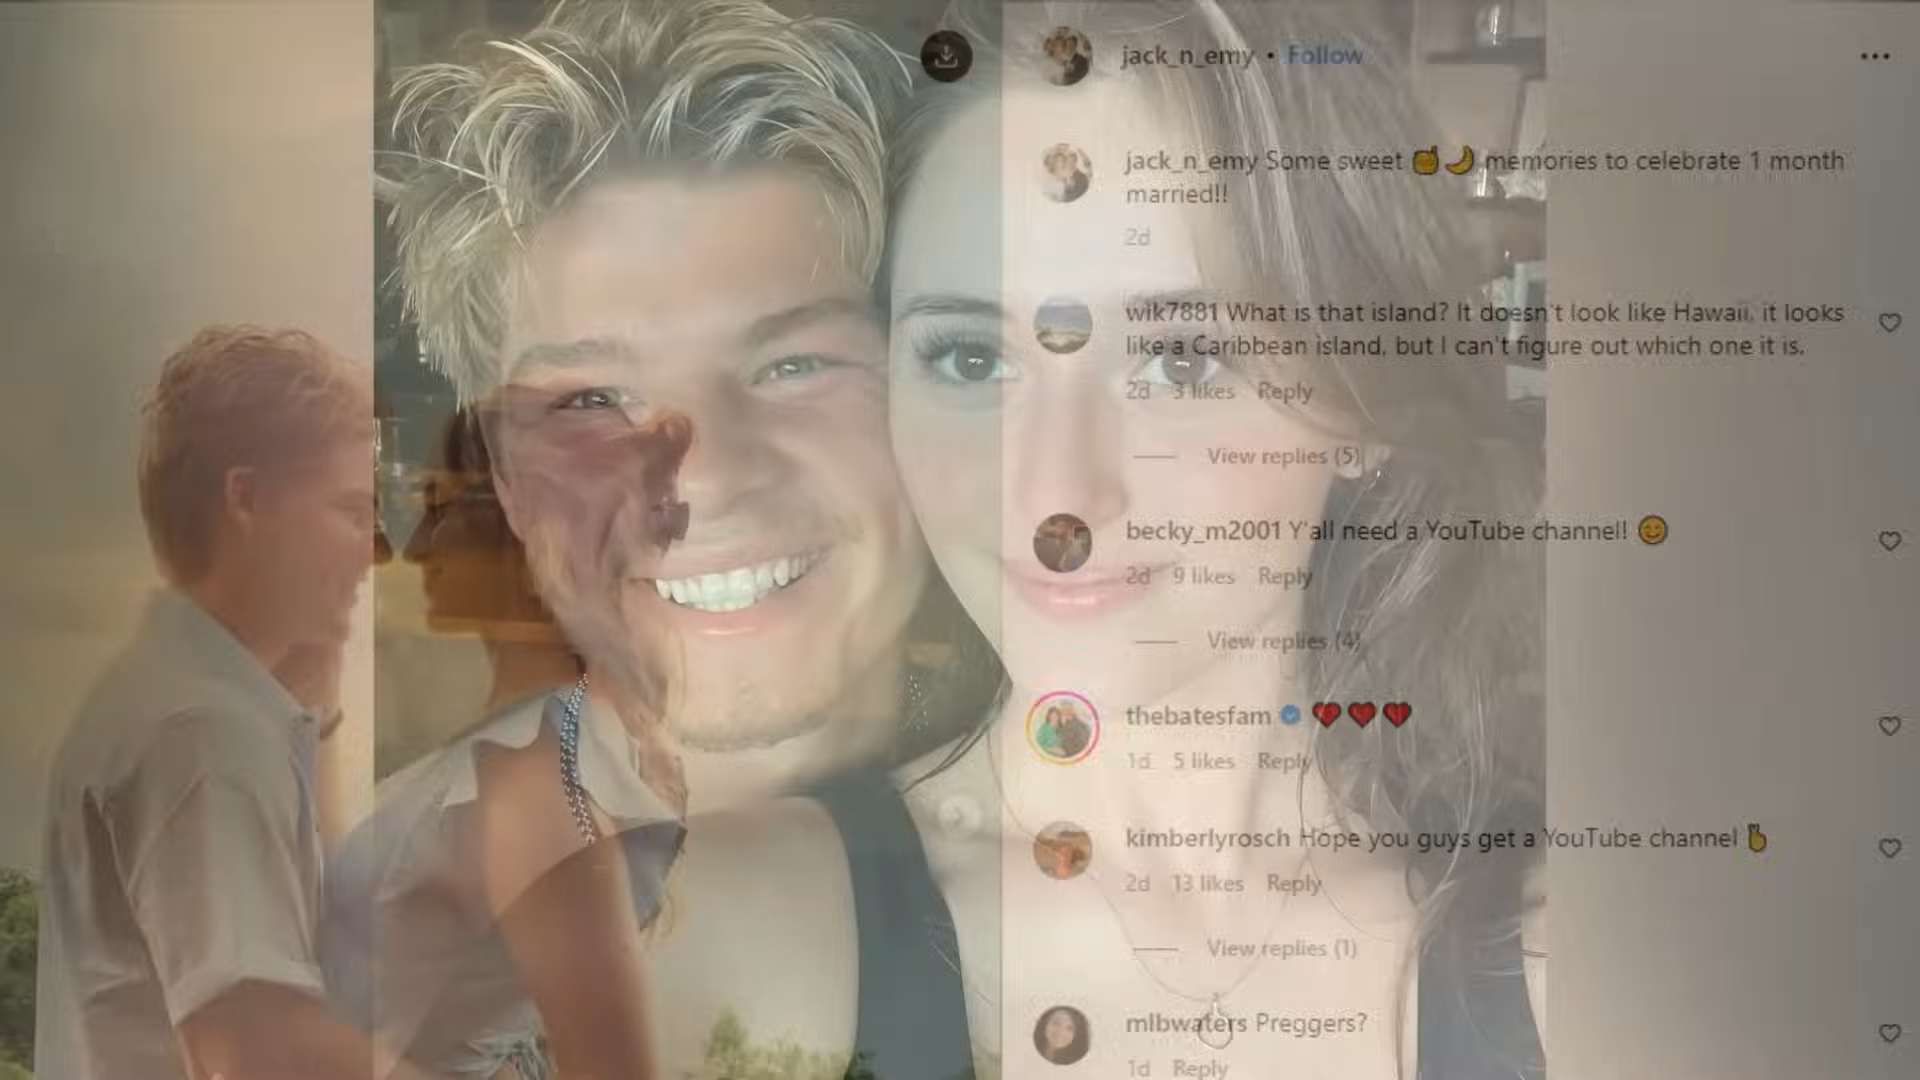 jack_n_emy • Follow
jack_n_emy Some sweet 🍯🌙 memories to celebrate 1 month
married!!
2d
wik7881 What is that island? It doesn't look like Hawaii, it looks
like a Caribbean island, but I can't figure out which one it is.
2d 3 likes Reply
View replies (5)
becky_m2001 Y'all need a YouTube channel! 😊
2d 9 likes Reply
View replies (4)
thebatesfam ❤️❤️❤️
1d 5 likes Reply
kimberlyrosch Hope you guys get a YouTube channel
2d 13 likes Reply
View replies (1)
mlbwaters Preggers?
1d Reply